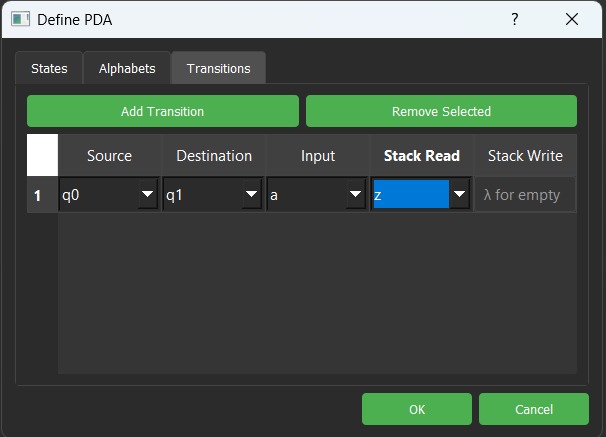 Define PDA ?
States Alphabets Transitions
Add Transition Remove Selected
Source Destination Input Stack Read Stack Write
1 q0 q1 a z λ for empty
OK Cancel